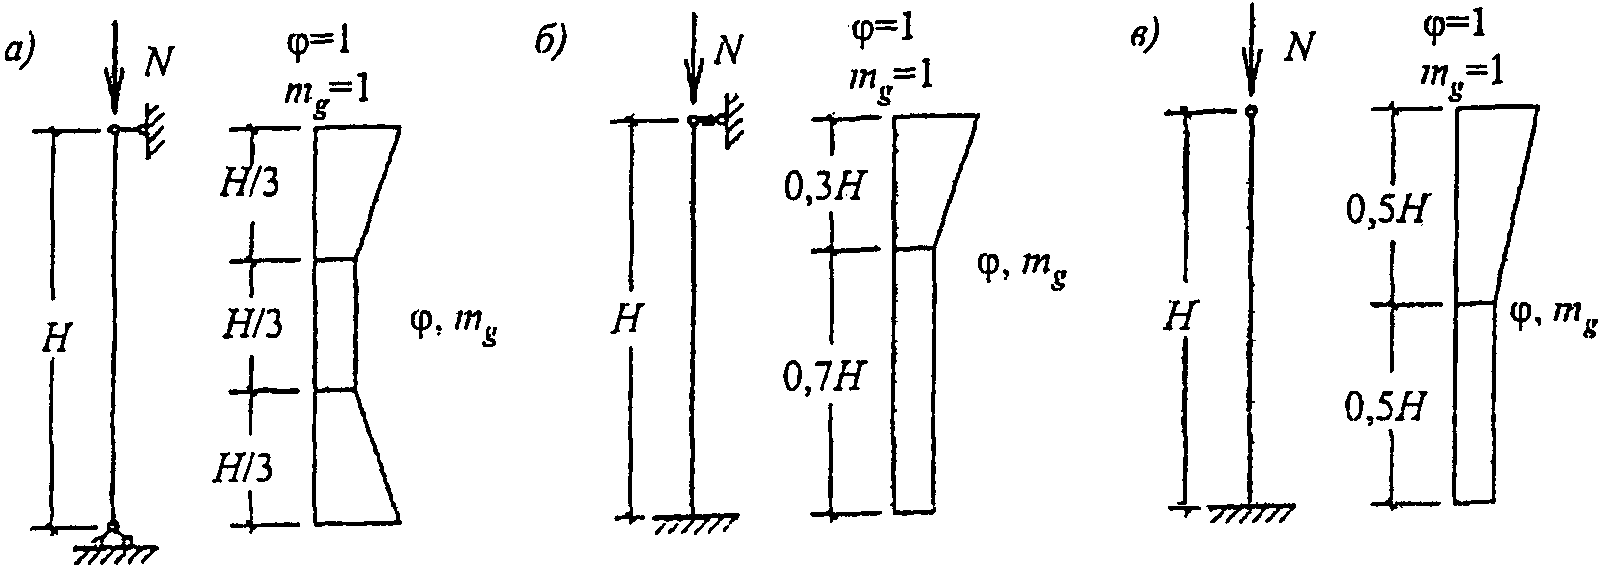 а)
N
φ=1
m_g=1
H
H/3
H/3
H/3
φ, m_g
б)
N
φ=1
m_g=1
H
0,3H
0,7H
φ, m_g
в)
N
φ=1
m_g=1
H
0,5H
0,5H
φ, m_g